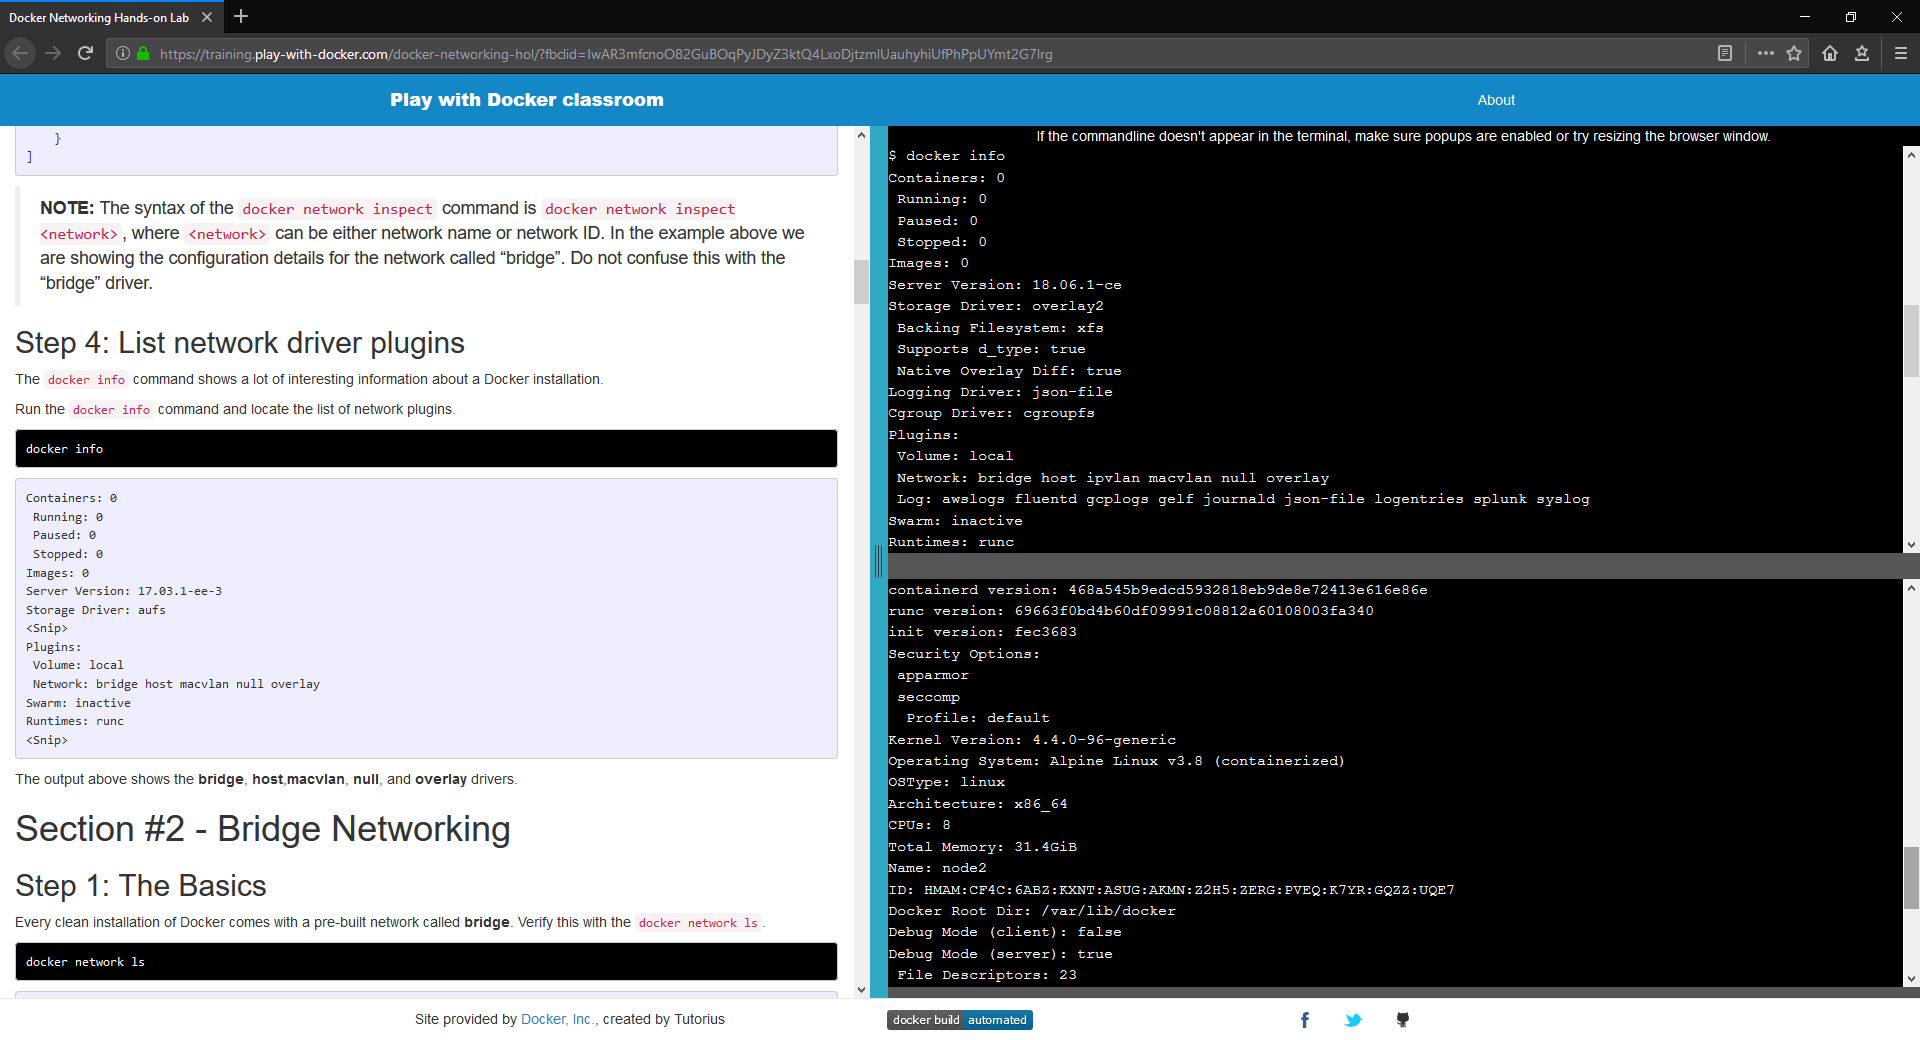 Docker Networking Hands-on Lab
https://training.play-with-docker.com/docker-networking-hol/?fbclid=IwAR3mfcnoO82GuBOqPyJDyZ3ktQ4LxoDjtzmlUauhyhiUfPhPpUYmt2G7lrg
Play with Docker classroom
About
}
]
NOTE: The syntax of the docker network inspect command is docker network inspect
<network>, where <network> can be either network name or network ID. In the example above we
are showing the configuration details for the network called “bridge”. Do not confuse this with the
“bridge” driver.
Step 4: List network driver plugins
The docker info command shows a lot of interesting information about a Docker installation.
Run the docker info command and locate the list of network plugins.
docker info
Containers: 0
Running: 0
Paused: 0
Stopped: 0
Images: 0
Server Version: 17.03.1-ee-3
Storage Driver: aufs
<Snip>
Plugins:
Volume: local
Network: bridge host macvlan null overlay
Swarm: inactive
Runtimes: runc
<Snip>
The output above shows the bridge, host,macvlan, null, and overlay drivers.
Section #2 - Bridge Networking
Step 1: The Basics
Every clean installation of Docker comes with a pre-built network called bridge. Verify this with the docker network ls.
docker network ls
If the commandline doesn't appear in the terminal, make sure popups are enabled or try resizing the browser window.
$ docker info
Containers: 0
Running: 0
Paused: 0
Stopped: 0
Images: 0
Server Version: 18.06.1-ce
Storage Driver: overlay2
Backing Filesystem: xfs
Supports d_type: true
Native Overlay Diff: true
Logging Driver: json-file
Cgroup Driver: cgroupfs
Plugins:
Volume: local
Network: bridge host ipvlan macvlan null overlay
Log: awslogs fluentd gcplogs gelf journald json-file logentries splunk syslog
Swarm: inactive
Runtimes: runc
containerd version: 468a545b9edcd5932818eb9de8e72413e616e86e
runc version: 69663f0bd4b60df09991c08812a60108003fa340
init version: fec3683
Security Options:
apparmor
seccomp
Profile: default
Kernel Version: 4.4.0-96-generic
Operating System: Alpine Linux v3.8 (containerized)
OSType: linux
Architecture: x86_64
CPUs: 8
Total Memory: 31.4GiB
Name: node2
ID: HMAM:CF4C:6ABZ:KXNT:ASUG:AKMN:Z2H5:ZERG:PVEQ:K7YR:GQZZ:UQE7
Docker Root Dir: /var/lib/docker
Debug Mode (client): false
Debug Mode (server): true
File Descriptors: 23
Site provided by Docker, Inc., created by Tutorius
docker build automated